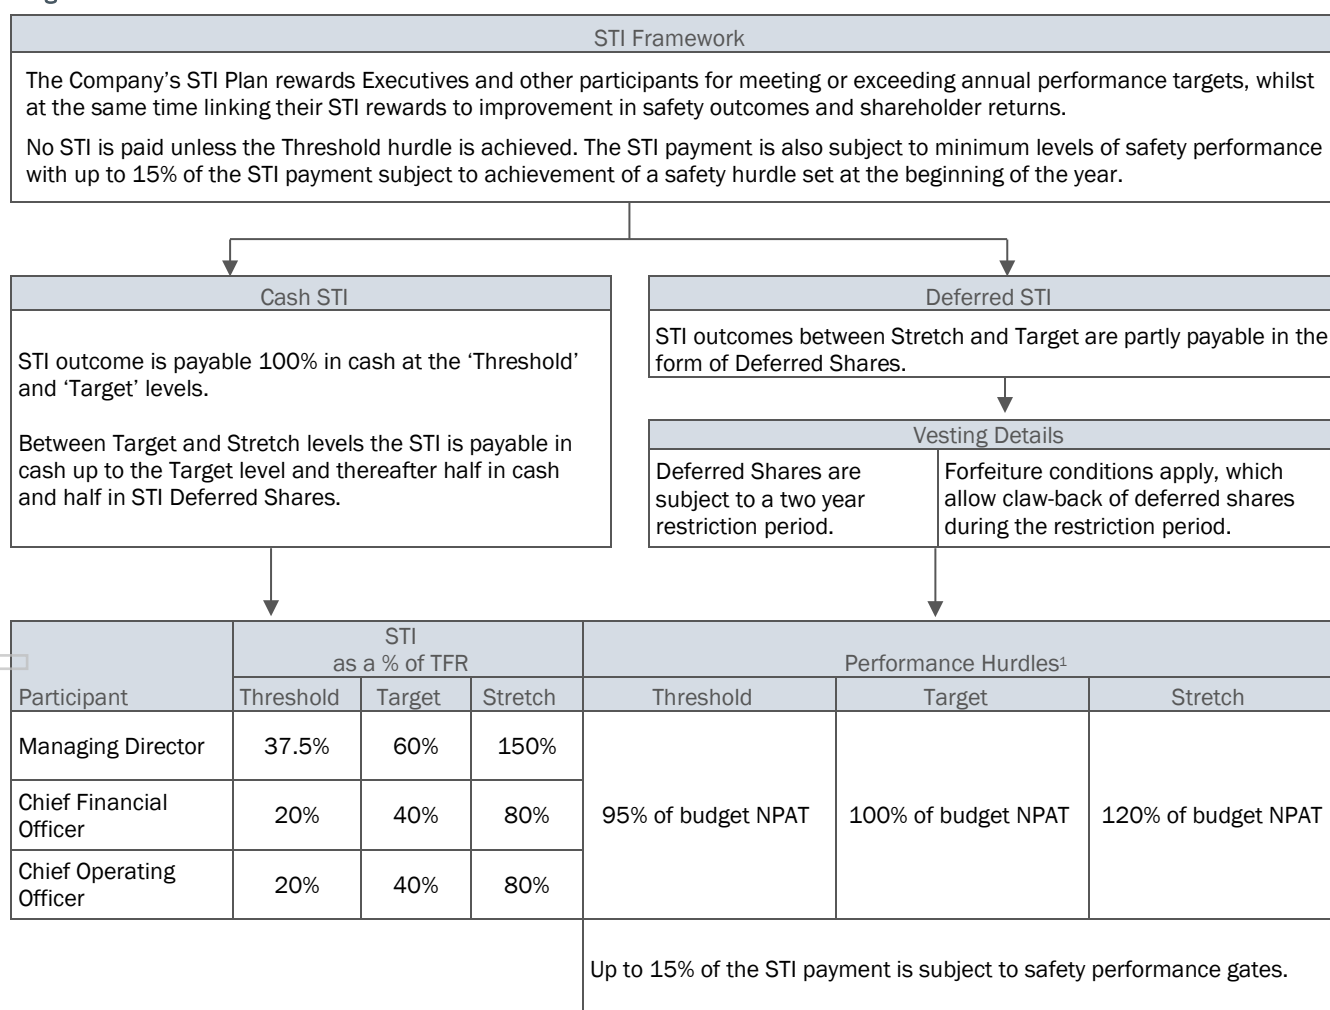 STI Framework
The Company’s STI Plan rewards Executives and other participants for meeting or exceeding annual performance targets, whilst
at the same time linking their STI rewards to improvement in safety outcomes and shareholder returns.
No STI is paid unless the Threshold hurdle is achieved. The STI payment is also subject to minimum levels of safety performance
with up to 15% of the STI payment subject to achievement of a safety hurdle set at the beginning of the year.
Cash STI
STI outcome is payable 100% in cash at the ‘Threshold’
and ‘Target’ levels.
Between Target and Stretch levels the STI is payable in
cash up to the Target level and thereafter half in cash
and half in STI Deferred Shares.
Deferred STI
STI outcomes between Stretch and Target are partly payable in the
form of Deferred Shares.
Vesting Details
Deferred Shares are
subject to a two year
restriction period.
Forfeiture conditions apply, which
allow claw-back of deferred shares
during the restriction period.
STI
as a % of TFR
Performance Hurdles¹
Participant Threshold Target Stretch Threshold Target Stretch
Managing Director 37.5% 60% 150%
Chief Financial
Officer
20% 40% 80% 95% of budget NPAT 100% of budget NPAT 120% of budget NPAT
Chief Operating
Officer
20% 40% 80%
Up to 15% of the STI payment is subject to safety performance gates.